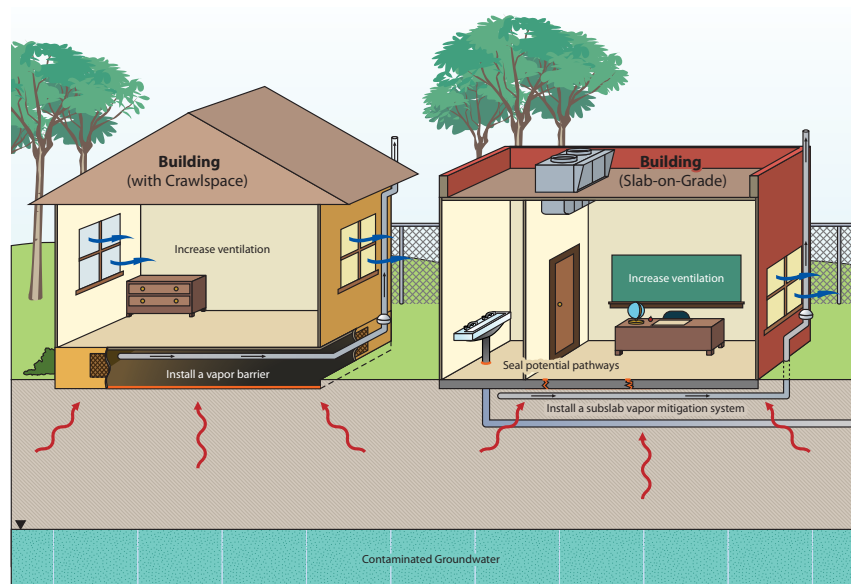 Building
(with Crawlspace)
Building
(Slab-on-Grade)
Increase ventilation
Increase ventilation
Install a vapor barrier
Seal potential pathways
Install a subslab vapor mitigation system
Contaminated Groundwater